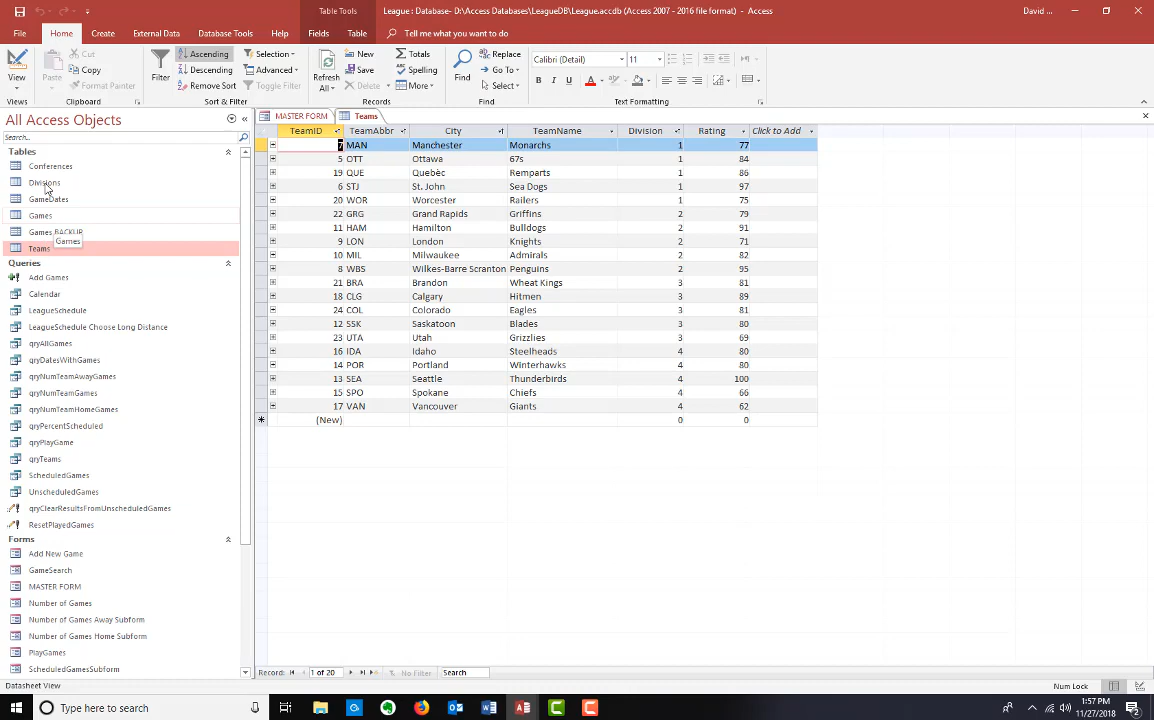 Table Tools
League : Database- D:\Access Databases\LeagueDB\League.accdb (Access 2007 - 2016 file format) - Access
David ...
File Home Create External Data Database Tools Help Fields Table Tell me what you want to do
View
Views
Paste
Cut
Copy
Format Painter
Clipboard
Filter
Ascending
Descending
Remove Sort
Selection
Advanced
Toggle Filter
Sort & Filter
Refresh
All
New
Save
Delete
Totals
Spelling
More
Records
Find
Replace
Go To
Select
Find
Calibri (Detail) 11
B I U A
Text Formatting
All Access Objects
Search...
Tables
Conferences
Divisions
GameDates
Games
Games_BACKUP
Games
Teams
Queries
Add Games
Calendar
LeagueSchedule
LeagueSchedule Choose Long Distance
qryAllGames
qryDatesWithGames
qryNumTeamAwayGames
qryNumTeamGames
qryNumTeamHomeGames
qryPercentScheduled
qryPlayGame
qryTeams
ScheduledGames
UnscheduledGames
qryClearResultsFromUnscheduledGames
ResetPlayedGames
Forms
Add New Game
GameSearch
MASTER FORM
Number of Games
Number of Games Away Subform
Number of Games Home Subform
PlayGames
ScheduledGamesSubform
MASTER FORM Teams
TeamID TeamAbbr City TeamName Division Rating Click to Add
7 MAN Manchester Monarchs 1 77
5 OTT Ottawa 67s 1 84
19 QUE Quebèc Remparts 1 86
6 STJ St. John Sea Dogs 1 97
20 WOR Worcester Railers 1 75
22 GRG Grand Rapids Griffins 2 79
11 HAM Hamilton Bulldogs 2 91
9 LON London Knights 2 71
10 MIL Milwaukee Admirals 2 82
8 WBS Wilkes-Barre Scranton Penguins 2 95
21 BRA Brandon Wheat Kings 3 81
18 CLG Calgary Hitmen 3 89
24 COL Colorado Eagles 3 81
12 SSK Saskatoon Blades 3 80
23 UTA Utah Grizzlies 3 69
16 IDA Idaho Steelheads 4 80
14 POR Portland Winterhawks 4 80
13 SEA Seattle Thunderbirds 4 100
15 SPO Spokane Chiefs 4 66
17 VAN Vancouver Giants 4 62
(New) 0 0
Record: 1 of 20 No Filter Search
Datasheet View
Num Lock
Type here to search
1:57 PM
11/27/2018
2